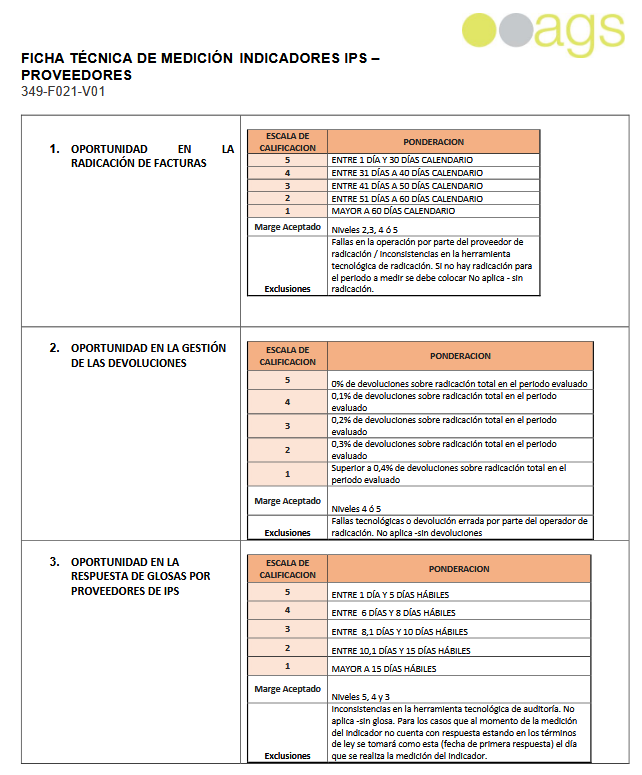 ags
FICHA TÉCNICA DE MEDICIÓN INDICADORES IPS –
PROVEEDORES
349-F021-V01
1. OPORTUNIDAD EN LA
RADICACIÓN DE FACTURAS
ESCALA DE
CALIFICACION
PONDERACION
5 ENTRE 1 DÍA Y 30 DÍAS CALENDARIO
4 ENTRE 31 DÍAS A 40 DÍAS CALENDARIO
3 ENTRE 41 DÍAS A 50 DÍAS CALENDARIO
2 ENTRE 51 DÍAS A 60 DÍAS CALENDARIO
1 MAYOR A 60 DÍAS CALENDARIO
Marge Aceptado Niveles 2,3, 4 ó 5
Fallas en la operación por parte del proveedor de
radicación / Inconsistencias en la herramienta
tecnológica de radicación. Si no hay radicación para
el periodo a medir se debe colocar No aplica - sin
Exclusiones radicación.
2. OPORTUNIDAD EN LA GESTIÓN
DE LAS DEVOLUCIONES
ESCALA DE
CALIFICACION
PONDERACION
5 0% de devoluciones sobre radicación total en el periodo evaluado
4 0,1% de devoluciones sobre radicación total en el periodo
evaluado
3 0,2% de devoluciones sobre radicación total en el periodo
evaluado
2 0,3% de devoluciones sobre radicación total en el periodo
evaluado
1 Superior a 0,4% de devoluciones sobre radicación total en el
periodo evaluado
Marge Aceptado Niveles 4 ó 5
Fallas tecnológicas o devolución errada por parte del operador de
Exclusiones radicación. No aplica -sin devoluciones
3. OPORTUNIDAD EN LA
RESPUESTA DE GLOSAS POR
PROVEEDORES DE IPS
ESCALA DE
CALIFICACION
PONDERACION
5 ENTRE 1 DÍA Y 5 DÍAS HÁBILES
4 ENTRE 6 DÍAS Y 8 DÍAS HÁBILES
3 ENTRE 8,1 DÍAS Y 10 DÍAS HÁBILES
2 ENTRE 10,1 DÍAS Y 15 DÍAS HÁBILES
1 MAYOR A 15 DÍAS HÁBILES
Marge Aceptado Niveles 5, 4 y 3
Inconsistencias en la herramienta tecnológica de auditoría. No
aplica -sin glosa. Para los casos que al momento de la medición
del indicador no cuenta con respuesta estando en los términos
de ley se tomará como esta (fecha de primera respuesta) el día
Exclusiones que se realiza la medición del indicador.